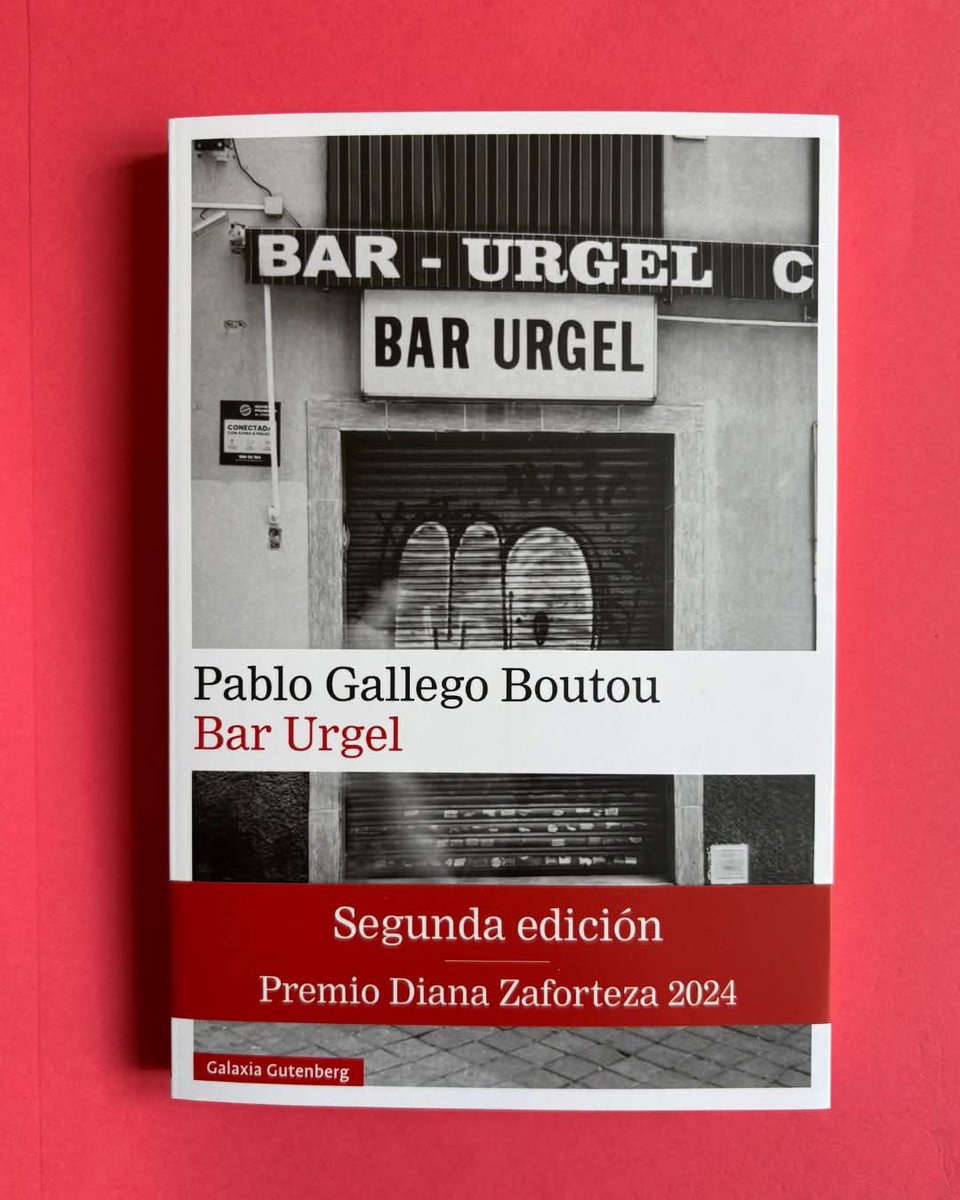 BAR - URGEL C
BAR URGEL
CONECTADA
Pablo Gallego Boutou
Bar Urgel
Segunda edición
Premio Diana Zaforteza 2024
Galaxia Gutenberg